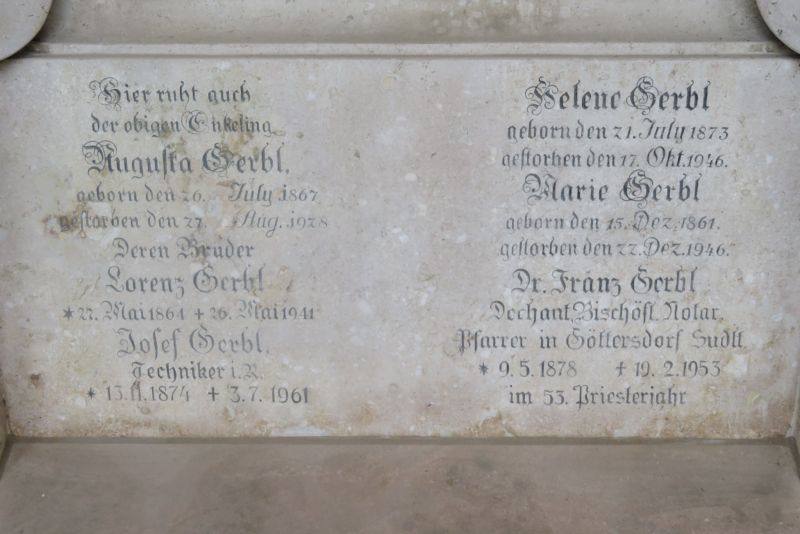 Hier ruht auch
der obigen Enkelin
Augusta Gerbl.
geborn den 26. July 1867
gestorben den 27. Aug. 1928
Deren Brüder
Lorenz Gerbl
* 22. Mai 1864 + 26. Mai 1941
Josef Gerbl,
Techniker i.R.
* 13.11.1874 + 3.7.1961
Helene Gerbl
geborn den 21. July 1873
gestorben den 17. Okt. 1946.
Marie Gerbl
geborn den 15. Dez. 1861.
gestorben den 22. Dez. 1946.
Dr. Franz Gerbl
Dechant, Bischöfl. Notar,
Pfarrer in Göttersdorf Sudtl.
* 9.5.1878 + 19.2.1953
im 53. Priesterjahr